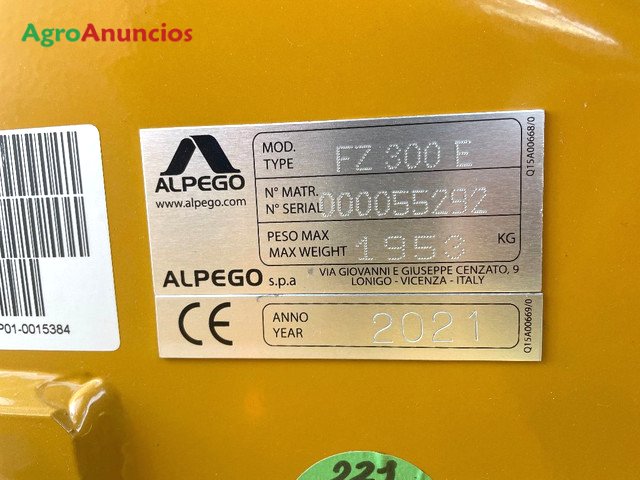 AgroAnuncios
ALPEGO
www.alpego.com
MOD.
TYPE
FZ 300 E
N° MATR.
N° SERIAL
000055292
PESO MAX
MAX WEIGHT
1953
KG
ALPEGO s.p.a
VIA GIOVANNI E GIUSEPPE CENZATO, 9
LONIGO - VICENZA - ITALY
Q15A00668/0
CE
ANNO
YEAR
2021
Q15A00669/0
P01-0015384
221